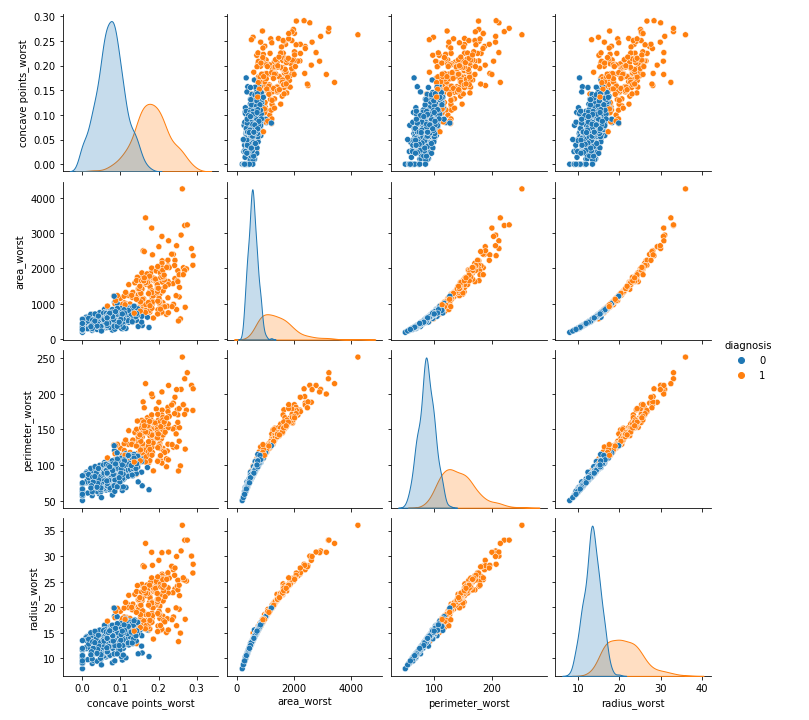 0.30
0.25
0.20
0.15
0.10
0.05
0.00
concave points_worst
4000
3000
2000
1000
0
area_worst
250
200
150
100
50
perimeter_worst
diagnosis
0
1
35
30
25
20
15
10
radius_worst
0.0 0.1 0.2 0.3
concave points_worst
0 2000 4000
area_worst
100 200
perimeter_worst
10 20 30 40
radius_worst